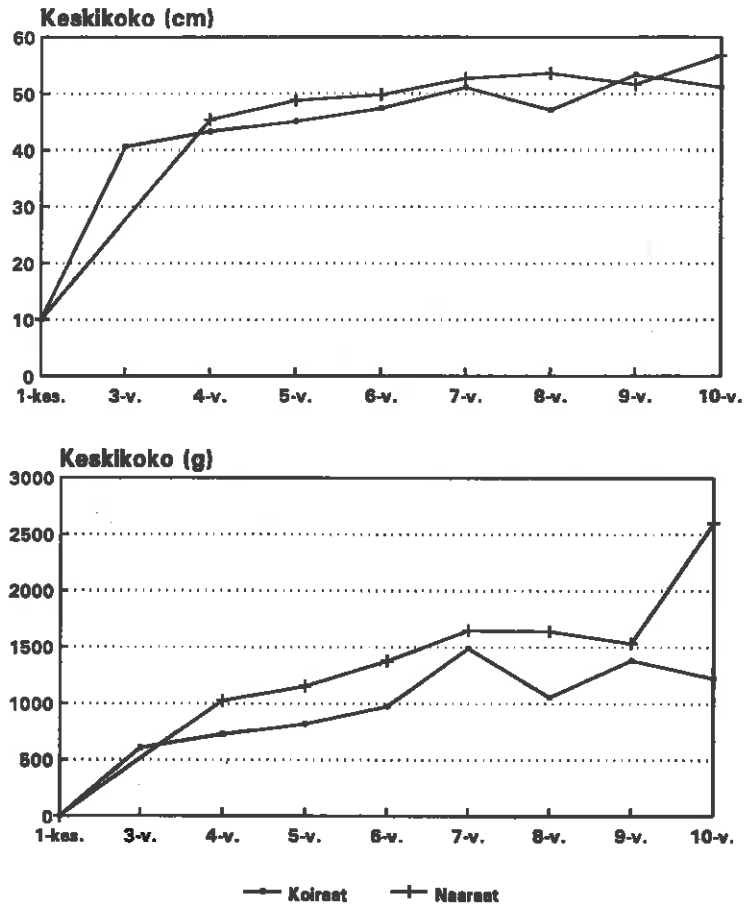 Keskikoko (cm)
60
50
40
30
20
10
0
1-kes. 3-v. 4-v. 5-v. 6-v. 7-v. 8-v. 9-v. 10-v.
Keskikoko (g)
3000
2500
2000
1500
1000
500
0
1-kes. 3-v. 4-v. 5-v. 6-v. 7-v. 8-v. 9-v. 10-v.
Koiraat Naaraat